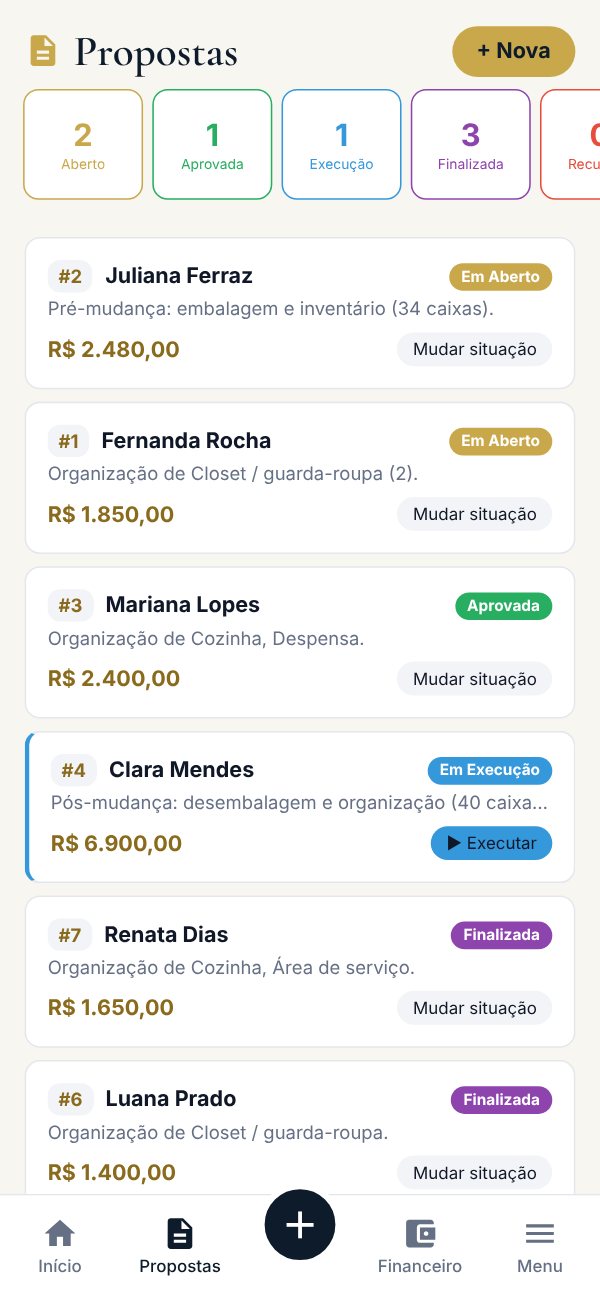 Propostas
+ Nova
2
Aberto
1
Aprovada
1
Execução
3
Finalizada
#2 Juliana Ferraz Em Aberto
Pré-mudança: embalagem e inventário (34 caixas).
R$ 2.480,00 Mudar situação
#1 Fernanda Rocha Em Aberto
Organização de Closet / guarda-roupa (2).
R$ 1.850,00 Mudar situação
#3 Mariana Lopes Aprovada
Organização de Cozinha, Despensa.
R$ 2.400,00 Mudar situação
#4 Clara Mendes Em Execução
Pós-mudança: desembalagem e organização (40 caixa...
R$ 6.900,00 ▶ Executar
#7 Renata Dias Finalizada
Organização de Cozinha, Área de serviço.
R$ 1.650,00 Mudar situação
#6 Luana Prado Finalizada
Organização de Closet / guarda-roupa.
R$ 1.400,00 Mudar situação
Início
Propostas
Financeiro
Menu